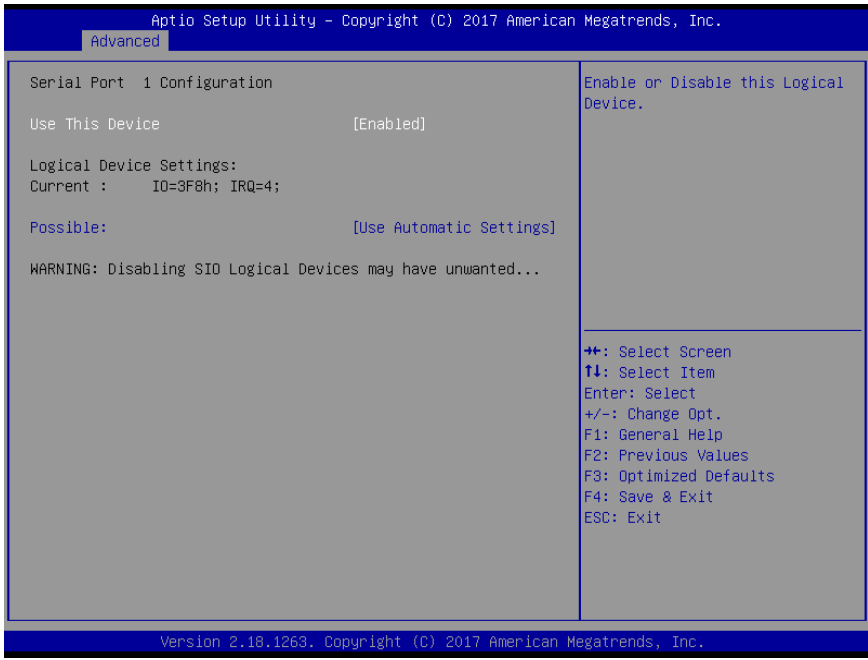 Aptio Setup Utility – Copyright (C) 2017 American Megatrends, Inc.
Advanced
Serial Port  1 Configuration
Use This Device [Enabled]
Logical Device Settings:
Current : IO=3F8h; IRQ=4;
Possible: [Use Automatic Settings]
WARNING: Disabling SIO Logical Devices may have unwanted...
Enable or Disable this Logical
Device.
→←: Select Screen
↑↓: Select Item
Enter: Select
+/-: Change Opt.
F1: General Help
F2: Previous Values
F3: Optimized Defaults
F4: Save & Exit
ESC: Exit
Version 2.18.1263. Copyright (C) 2017 American Megatrends, Inc.